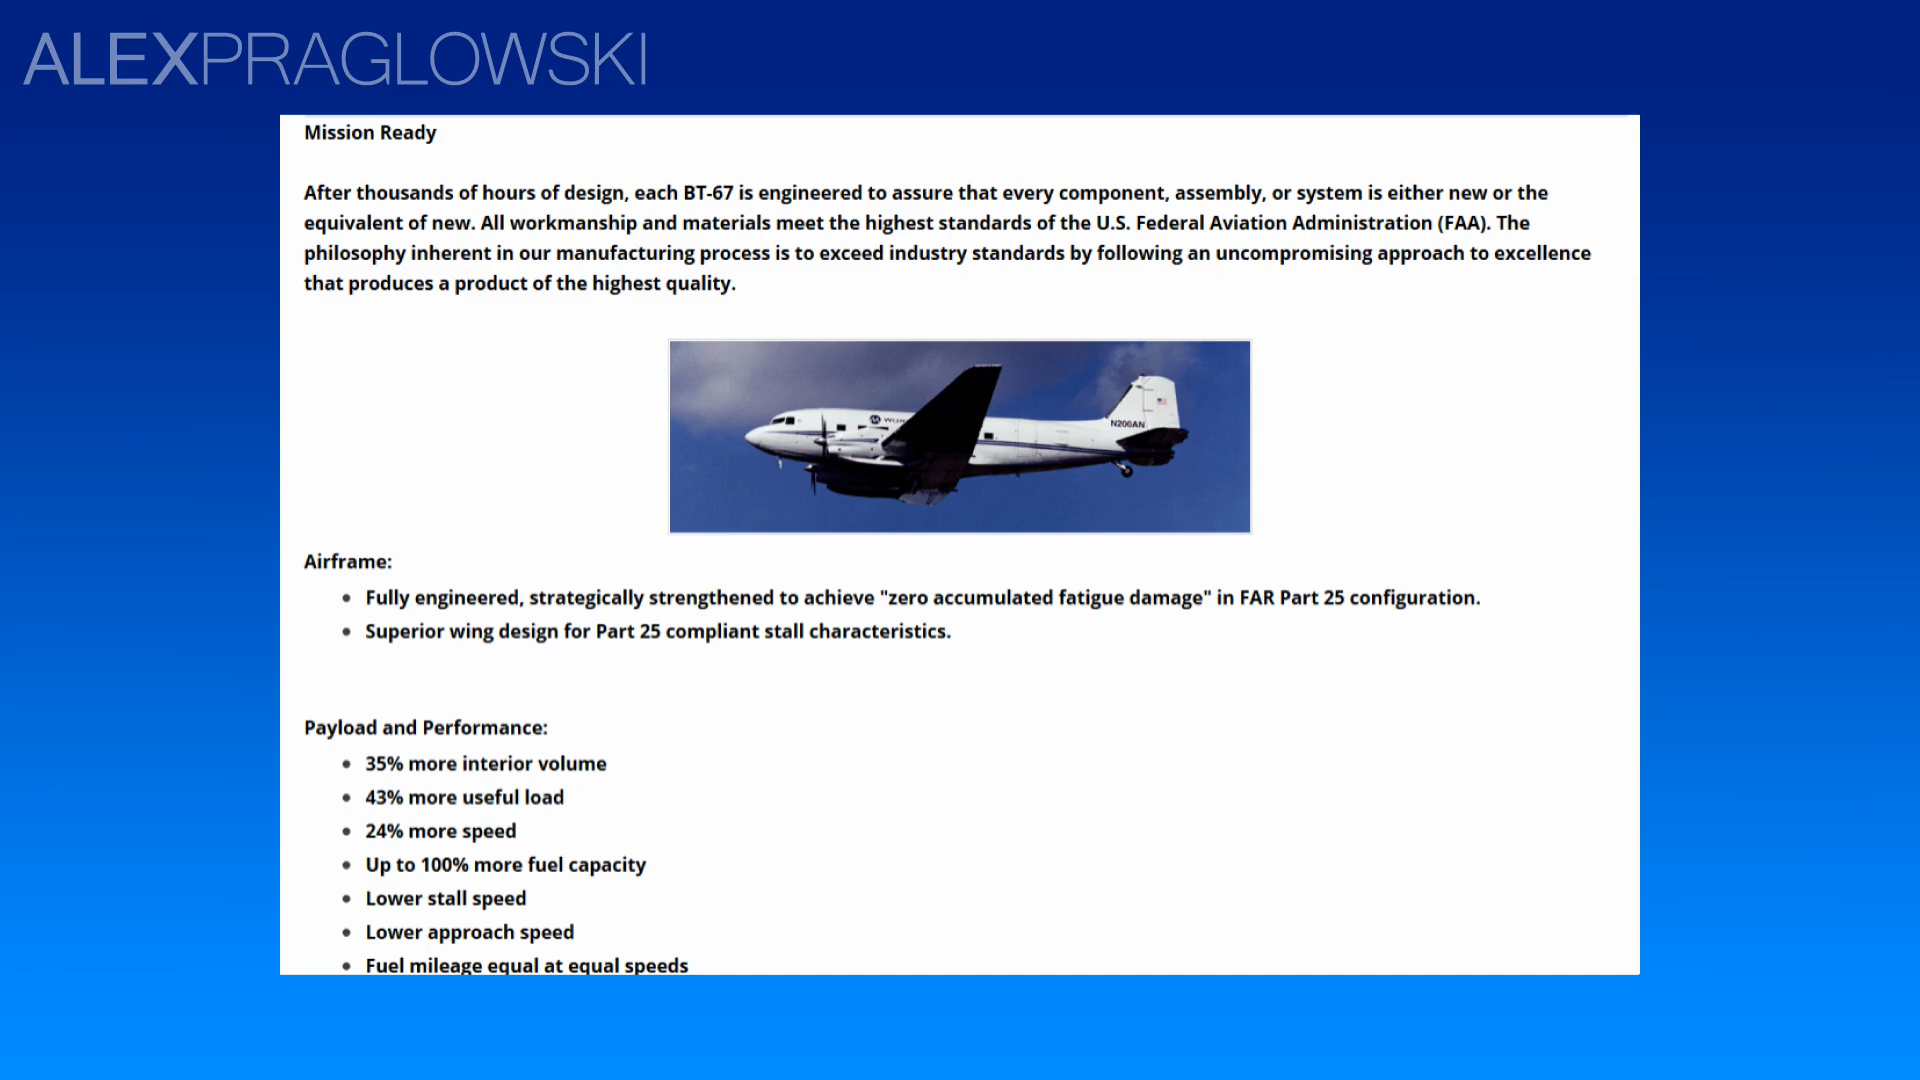 ALEXPRAGLOWSKI
Mission Ready
After thousands of hours of design, each BT-67 is engineered to assure that every component, assembly, or system is either new or the
equivalent of new. All workmanship and materials meet the highest standards of the U.S. Federal Aviation Administration (FAA). The
philosophy inherent in our manufacturing process is to exceed industry standards by following an uncompromising approach to excellence
that produces a product of the highest quality.
N200AN
Airframe:
• Fully engineered, strategically strengthened to achieve "zero accumulated fatigue damage" in FAR Part 25 configuration.
• Superior wing design for Part 25 compliant stall characteristics.
Payload and Performance:
• 35% more interior volume
• 43% more useful load
• 24% more speed
• Up to 100% more fuel capacity
• Lower stall speed
• Lower approach speed
• Fuel mileage equal at equal speeds